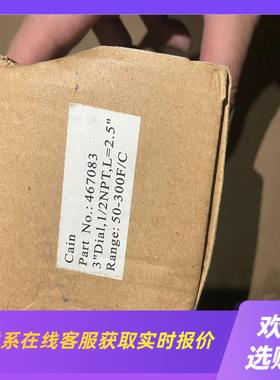 Cain
Part No.: 467083
3"Dial,1/2NPT,L=2.5"
Range: 50-300F/C
系在线客服获取实时报价
欢
选购